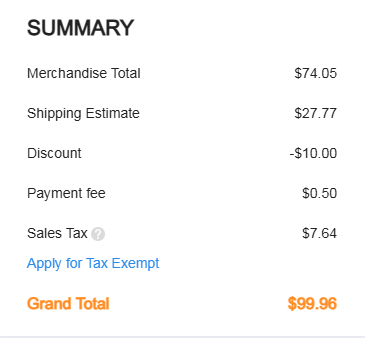 SUMMARY
Merchandise Total $74.05
Shipping Estimate $27.77
Discount -$10.00
Payment fee $0.50
Sales Tax ? $7.64
Apply for Tax Exempt
Grand Total $99.96